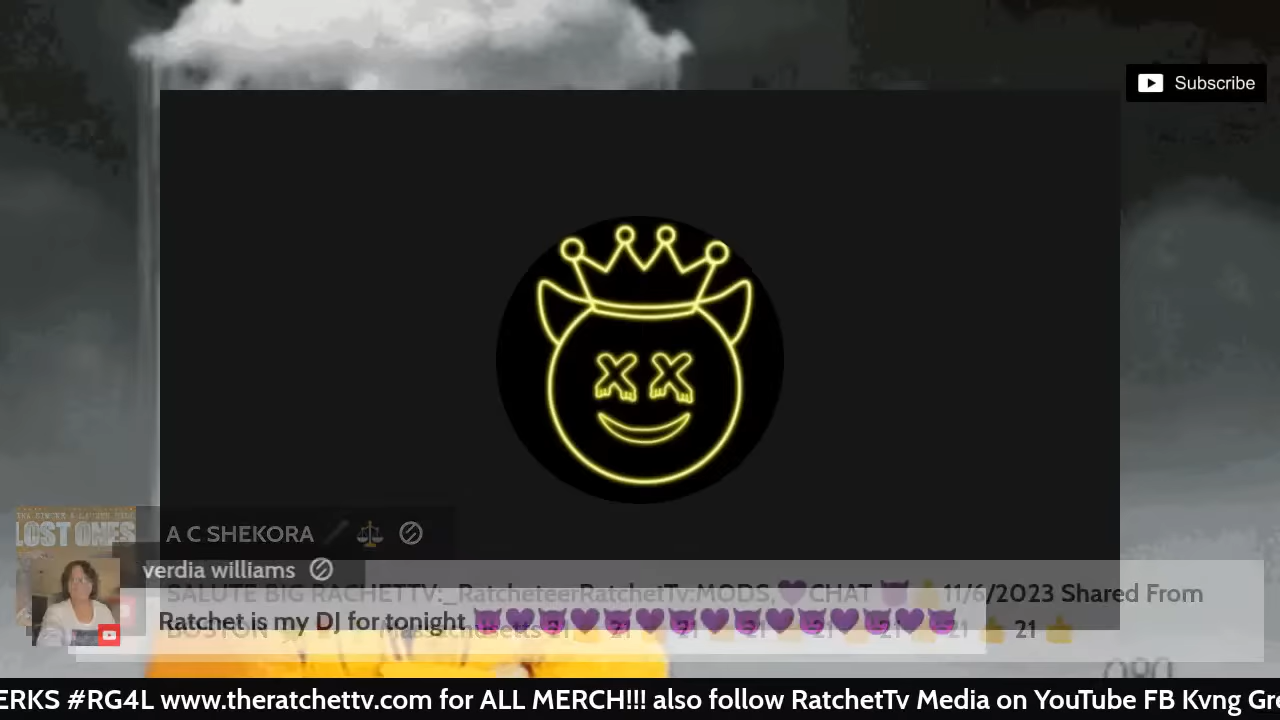 Subscribe
LOST ONES
A C SHEKORA
verdia williams
SALUTE BIG RACHETTV:_RatcheteerRatchetTv:MODS,💜CHAT 😈👍11/6/2023 Shared From
Ratchet is my DJ for tonight 😈💜😈💜😈💜😈💜😈💜😈💜😈💜😈
BOSTON Massachusetts 21 👍 21 👍 21 👍 21 👍 21 👍 21 👍 21 👍 21 👍
ERKS #RG4L www.theratchettv.com for ALL MERCH!!! also follow RatchetTv Media on YouTube FB Kvng Gre